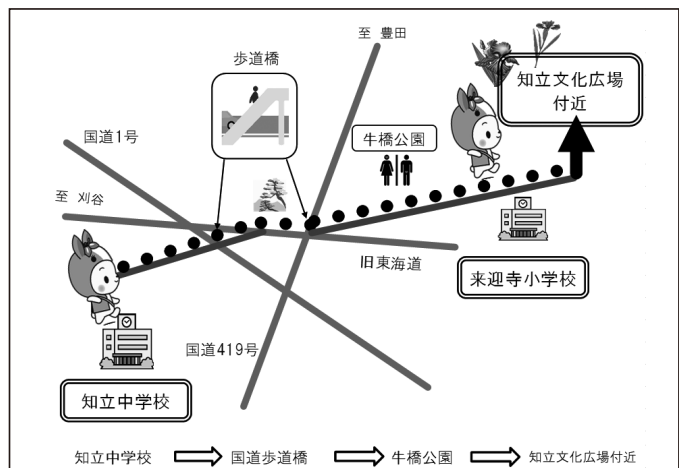 至 豊田
歩道橋
知立文化広場
付近
国道1号
牛橋公園
至 刈谷
旧東海道
来迎寺小学校
国道419号
知立中学校
知立中学校 国道歩道橋 牛橋公園 知立文化広場付近